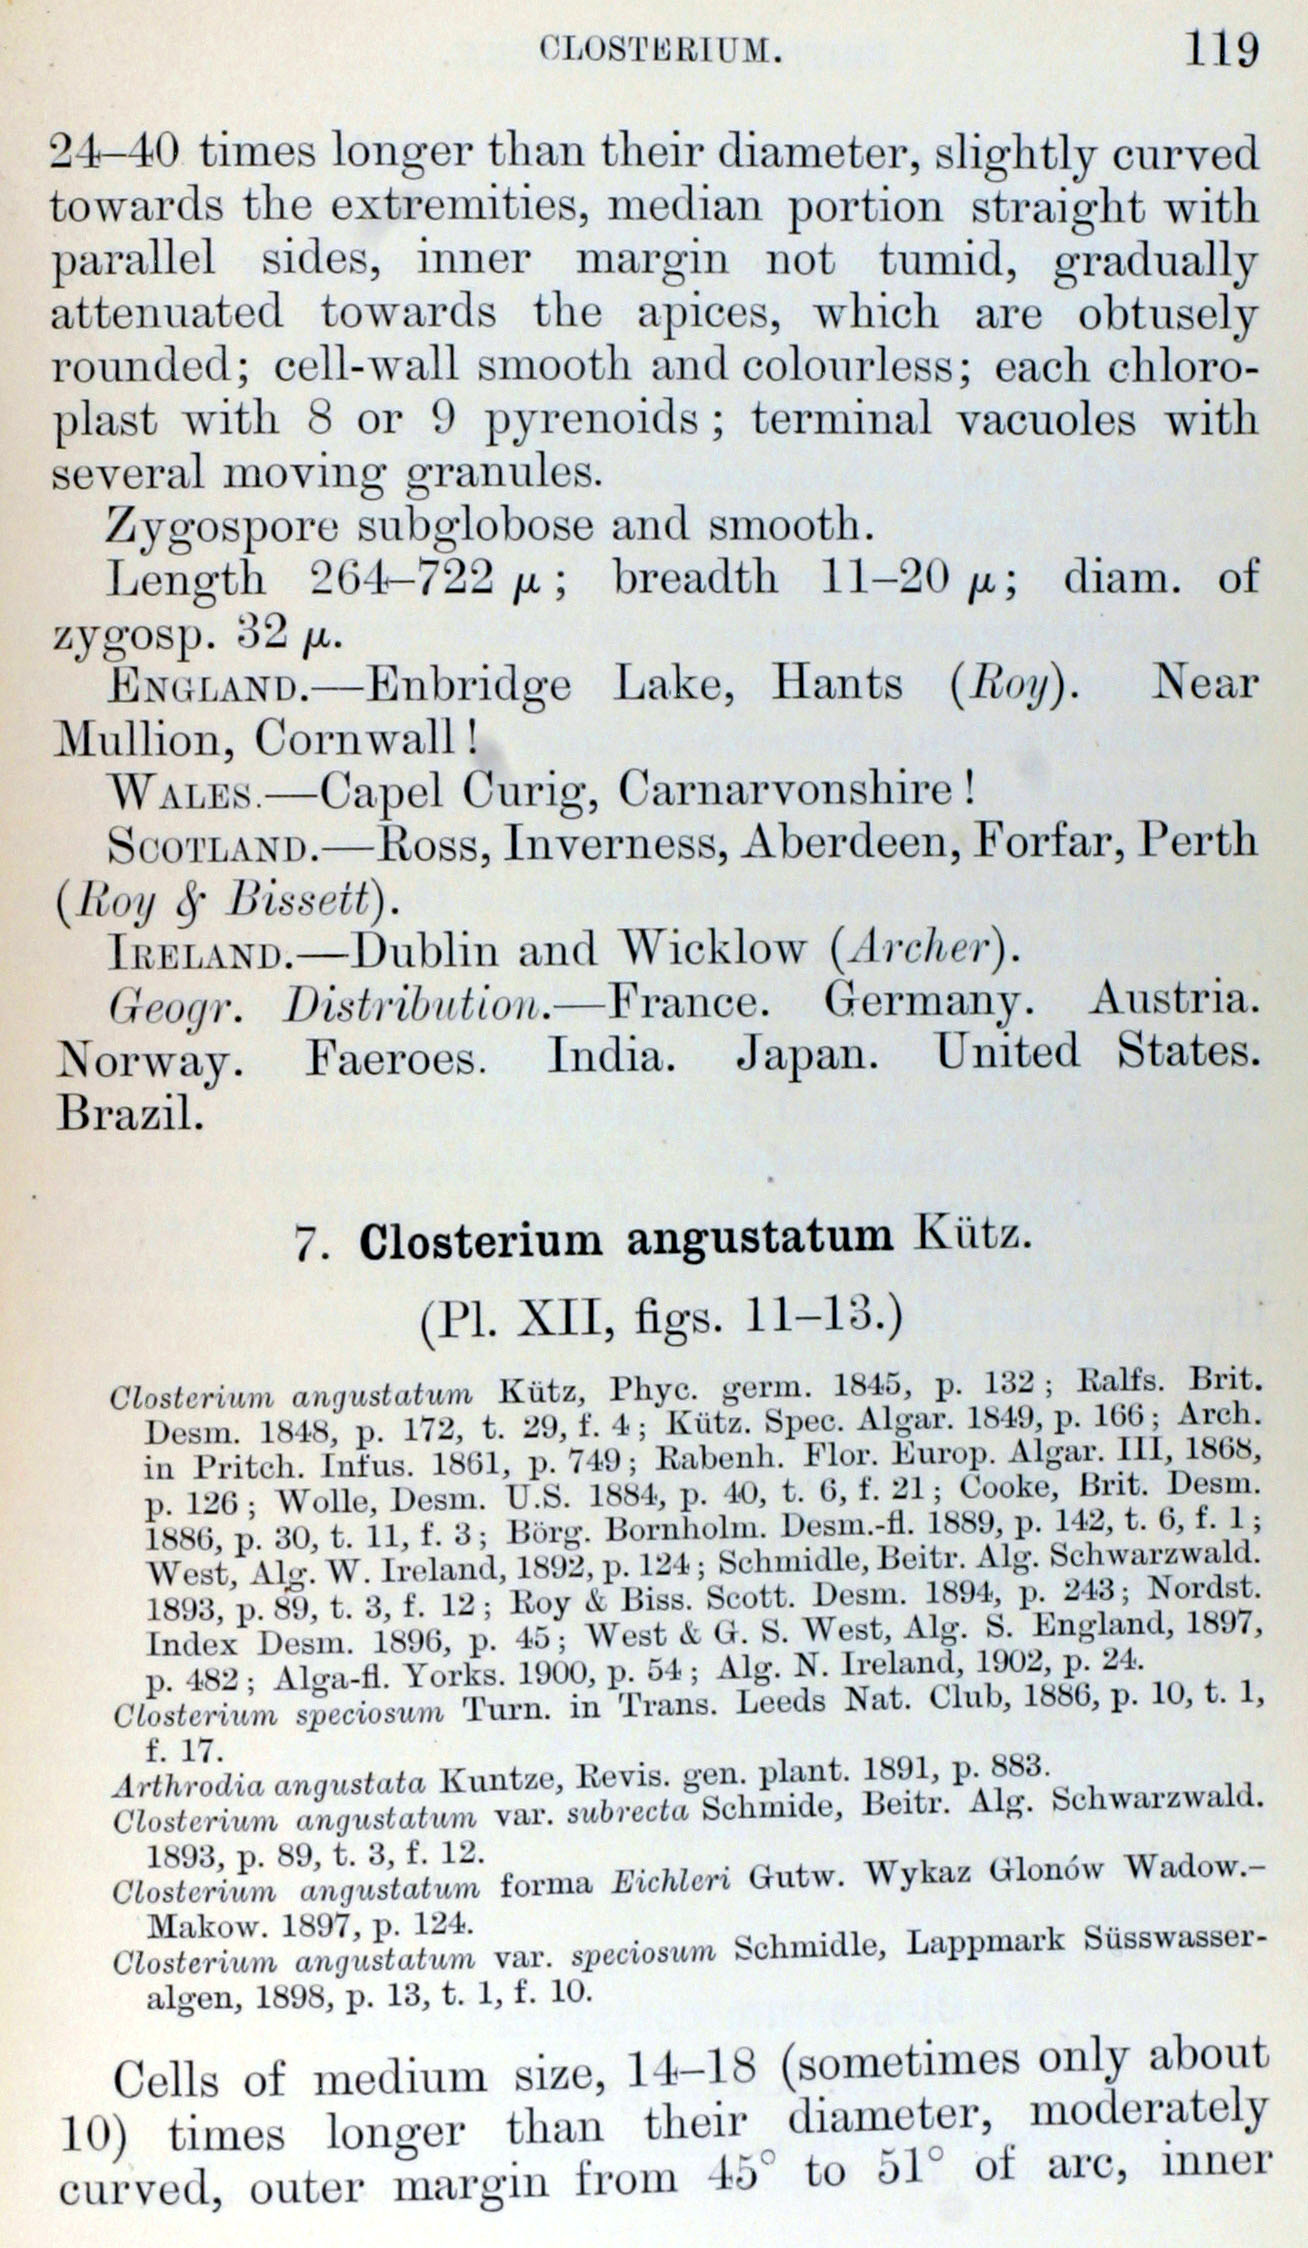 CLOSTERIUM. 119
24–40 times longer than their diameter, slightly curved
towards the extremities, median portion straight with
parallel sides, inner margin not tumid, gradually
attenuated towards the apices, which are obtusely
rounded; cell-wall smooth and colourless; each chloro-
plast with 8 or 9 pyrenoids; terminal vacuoles with
several moving granules.
Zygospore subglobose and smooth.
Length 264–722 μ; breadth 11–20 μ; diam. of
zygosp. 32 μ.
ENGLAND.—Enbridge Lake, Hants (Roy). Near
Mullion, Cornwall!
WALES.—Capel Curig, Carnarvonshire!
SCOTLAND.—Ross, Inverness, Aberdeen, Forfar, Perth
(Roy & Bissett).
IRELAND.—Dublin and Wicklow (Archer).
Geogr. Distribution.—France. Germany. Austria.
Norway. Faeroes. India. Japan. United States.
Brazil.
7. Closterium angustatum Kütz.
(Pl. XII, figs. 11–13.)
Closterium angustatum Kütz, Phyc. germ. 1845, p. 132; Ralfs. Brit.
Desm. 1848, p. 172, t. 29, f. 4; Kütz. Spec. Algar. 1849, p. 166; Arch.
in Pritch. Infus. 1861, p. 749; Rabenh. Flor. Europ. Algar. III, 1868,
p. 126; Wolle, Desm. U.S. 1884, p. 40, t. 6, f. 21; Cooke, Brit. Desm.
1886, p. 30, t. 11, f. 3; Börg. Bornholm. Desm.-fl. 1889, p. 142, t. 6, f. 1;
West, Alg. W. Ireland, 1892, p. 124; Schmidle, Beitr. Alg. Schwarzwald.
1893, p. 89, t. 3, f. 12; Roy & Biss. Scott. Desm. 1894, p. 243; Nordst.
Index Desm. 1896, p. 45; West & G. S. West, Alg. S. England, 1897,
p. 482; Alga-fl. Yorks. 1900, p. 54; Alg. N. Ireland, 1902, p. 24.
Closterium speciosum Turn. in Trans. Leeds Nat. Club, 1886, p. 10, t. 1,
f. 17.
Arthrodia angustata Kuntze, Revis. gen. plant. 1891, p. 883.
Closterium angustatum var. subrecta Schmide, Beitr. Alg. Schwarzwald.
1893, p. 89, t. 3, f. 12.
Closterium angustatum forma Eichleri Gutw. Wykaz Glonów Wadow.-
Makow. 1897, p. 124.
Closterium angustatum var. speciosum Schmidle, Lappmark Süsswasser-
algen, 1898, p. 13, t. 1, f. 10.
Cells of medium size, 14–18 (sometimes only about
10) times longer than their diameter, moderately
curved, outer margin from 45° to 51° of arc, inner